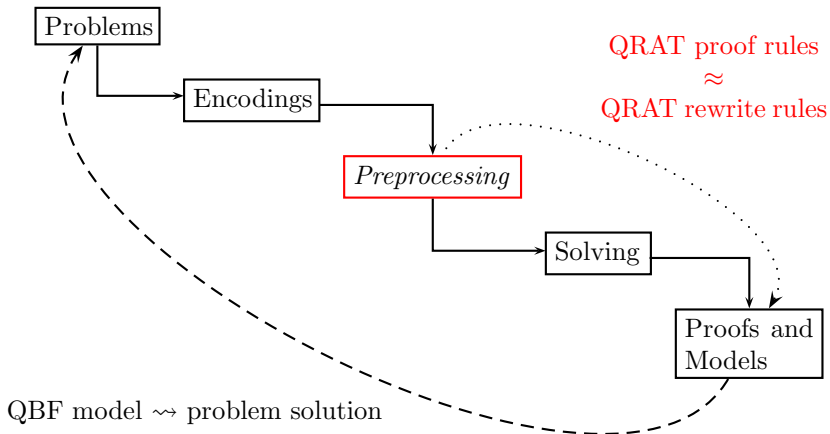 Problems
QRAT proof rules
≈
QRAT rewrite rules
Encodings
Preprocessing
Solving
Proofs and
Models
QBF model ⇝ problem solution